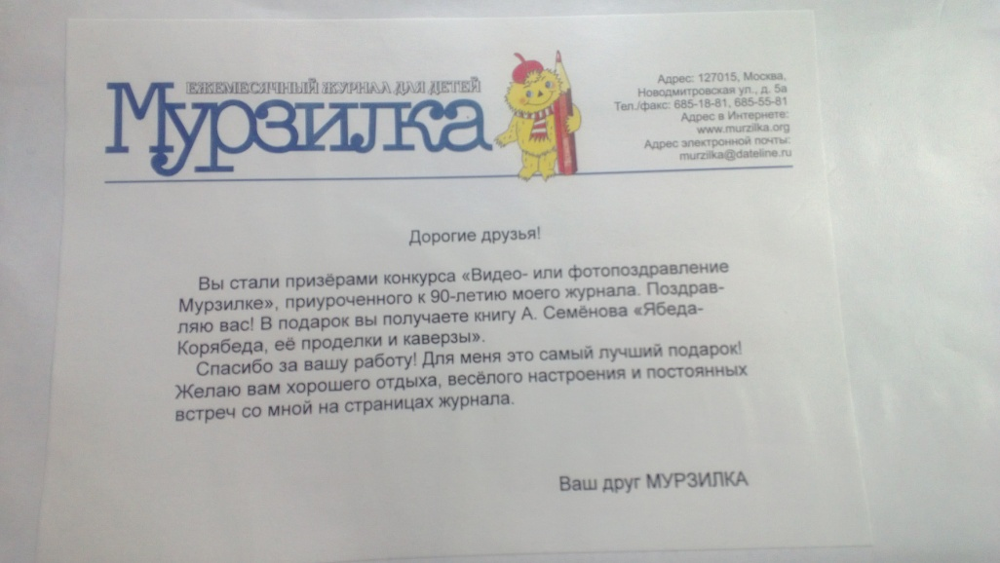 ЕЖЕМЕСЯЧНЫЙ ЖУРНАЛ ДЛЯ ДЕТЕЙ
Мурзилка
Адрес: 127015, Москва,
Новодмитровская ул., д. 5а
Тел./факс: 685-18-81, 685-55-81
Адрес в Интернете:
www.murzilka.org
Адрес электронной почты:
murzilka@dateline.ru
Дорогие друзья!
Вы стали призёрами конкурса «Видео- или фотопоздравление
Мурзилке», приуроченного к 90-летию моего журнала. Поздрав-
ляю вас! В подарок вы получаете книгу А. Семёнова «Ябеда-
Корябеда, её проделки и каверзы».
Спасибо за вашу работу! Для меня это самый лучший подарок!
Желаю вам хорошего отдыха, весёлого настроения и постоянных
встреч со мной на страницах журнала.
Ваш друг МУРЗИЛКА